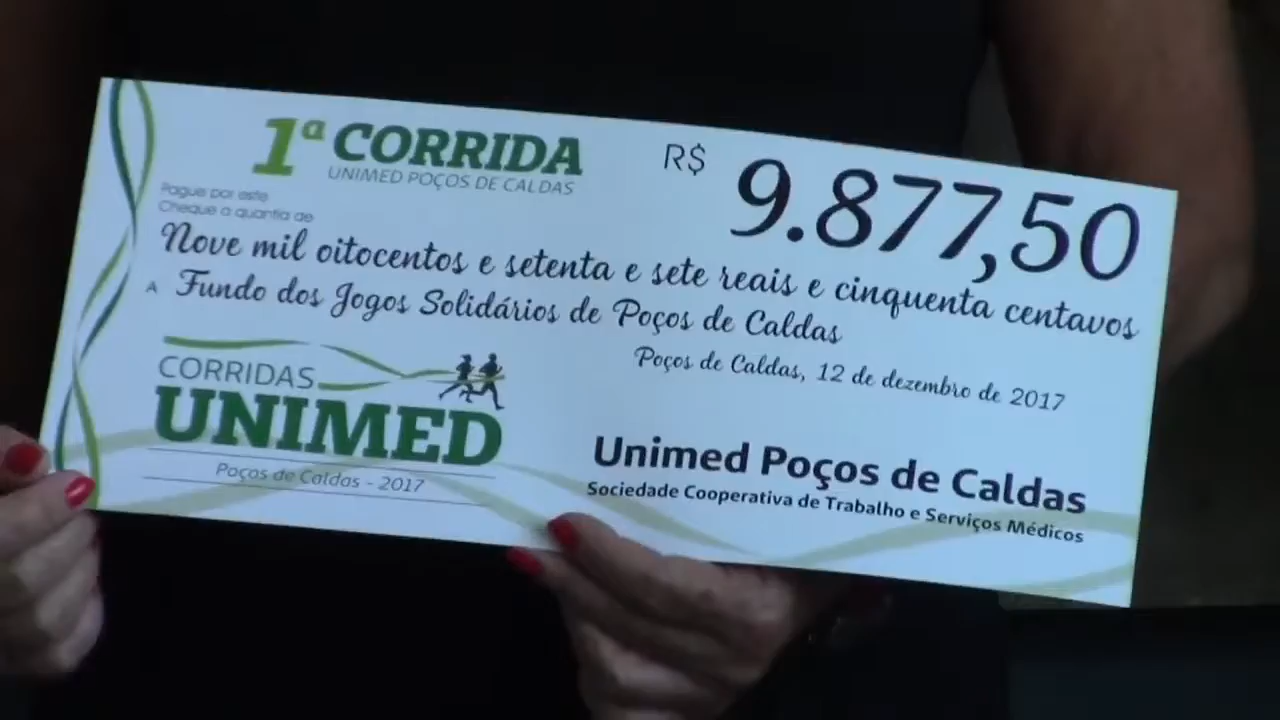 1ª CORRIDA
UNIMED POÇOS DE CALDAS
R$ 9.877,50
Pague por este
Cheque a quantia de
Nove mil oitocentos e setenta e sete reais e cinquenta centavos
A Fundo dos Jogos Solidários de Poços de Caldas
Poços de Caldas, 12 de dezembro de 2017
CORRIDAS
UNIMED
Poços de Caldas - 2017
Unimed Poços de Caldas
Sociedade Cooperativa de Trabalho e Serviços Médicos